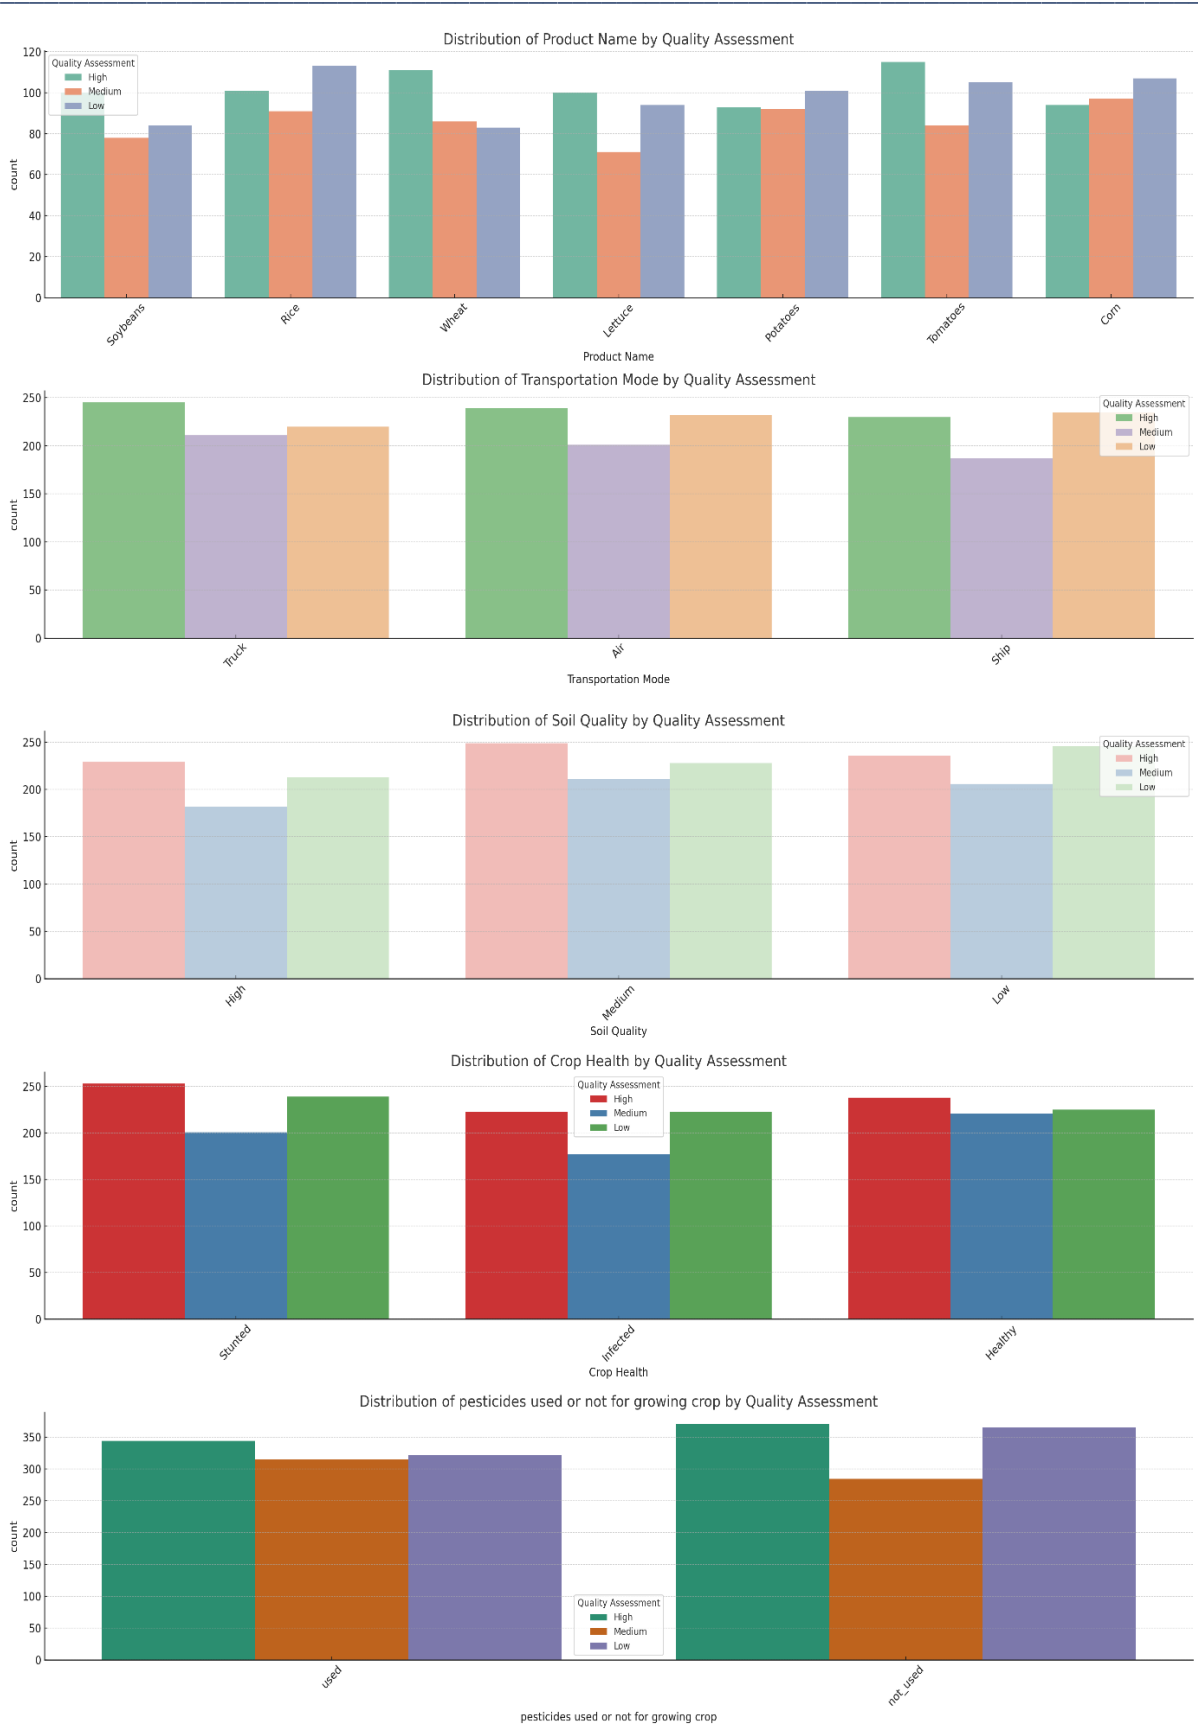 Distribution of Product Name by Quality Assessment
120
100
80
60
40
20
0
count
Quality Assessment
High
Medium
Low
Soybeans
Rice
Wheat
Lettuce
Potatoes
Tomatoes
Corn
Product Name
Distribution of Transportation Mode by Quality Assessment
250
200
150
100
50
0
count
Quality Assessment
High
Medium
Low
Truck
Air
Ship
Transportation Mode
Distribution of Soil Quality by Quality Assessment
250
200
150
100
50
0
count
Quality Assessment
High
Medium
Low
High
Medium
Low
Soil Quality
Distribution of Crop Health by Quality Assessment
250
200
150
100
50
0
count
Quality Assessment
High
Medium
Low
Stunted
Infected
Healthy
Crop Health
Distribution of pesticides used or not for growing crop by Quality Assessment
350
300
250
200
150
100
50
0
count
Quality Assessment
High
Medium
Low
used
not_used
pesticides used or not for growing crop